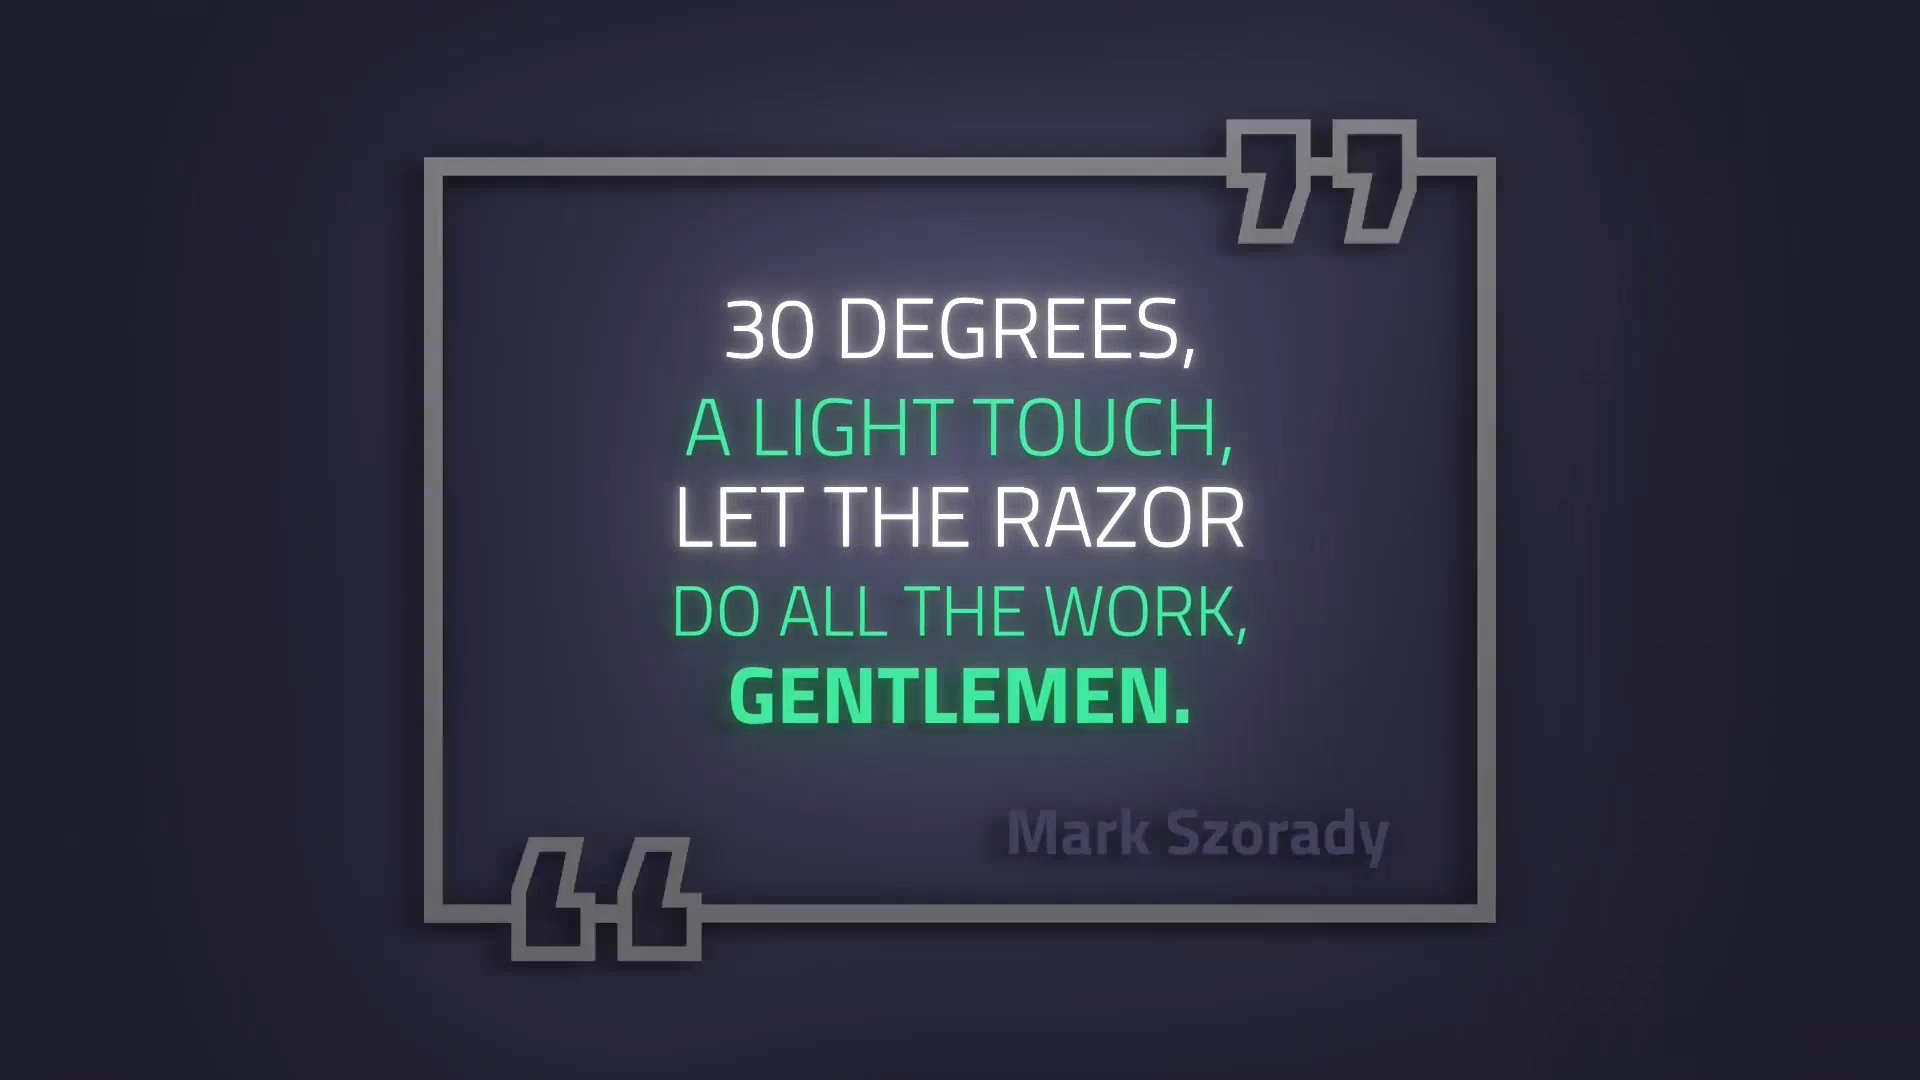 30 DEGREES,
A LIGHT TOUCH,
LET THE RAZOR
DO ALL THE WORK,
GENTLEMEN.
Mark Szorady